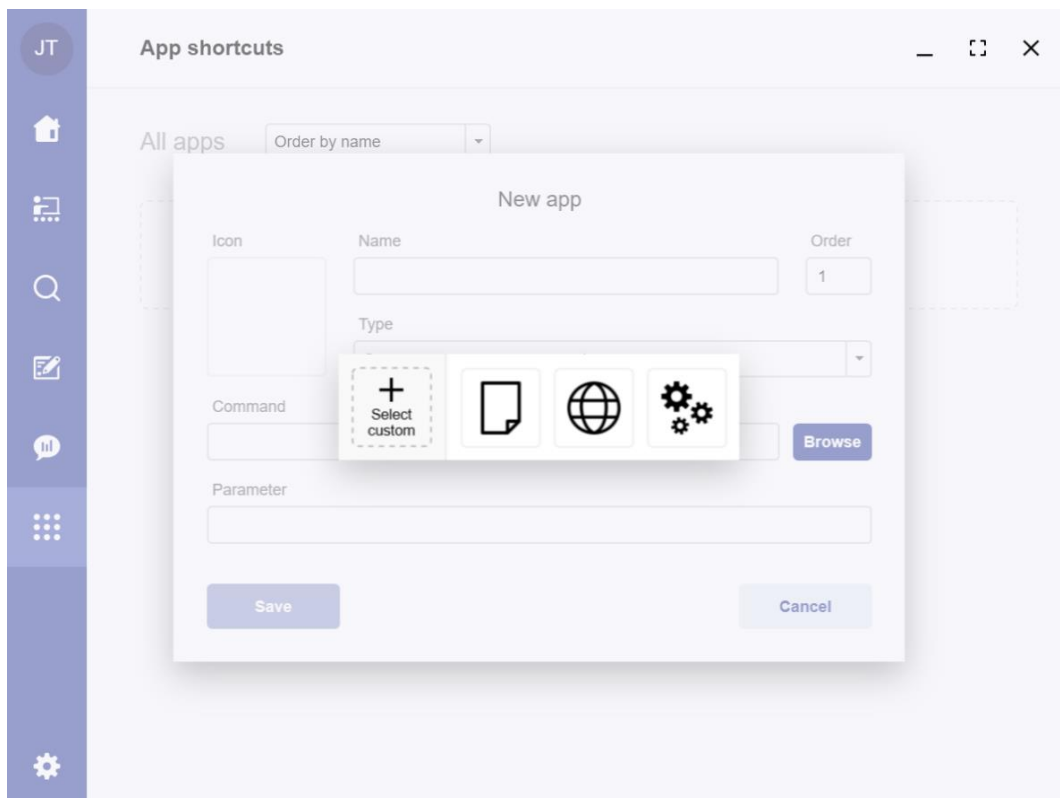 JT
App shortcuts
All apps
Order by name
New app
Icon
Name
Order
1
Type
Select
custom
Command
Browse
Parameter
Save
Cancel